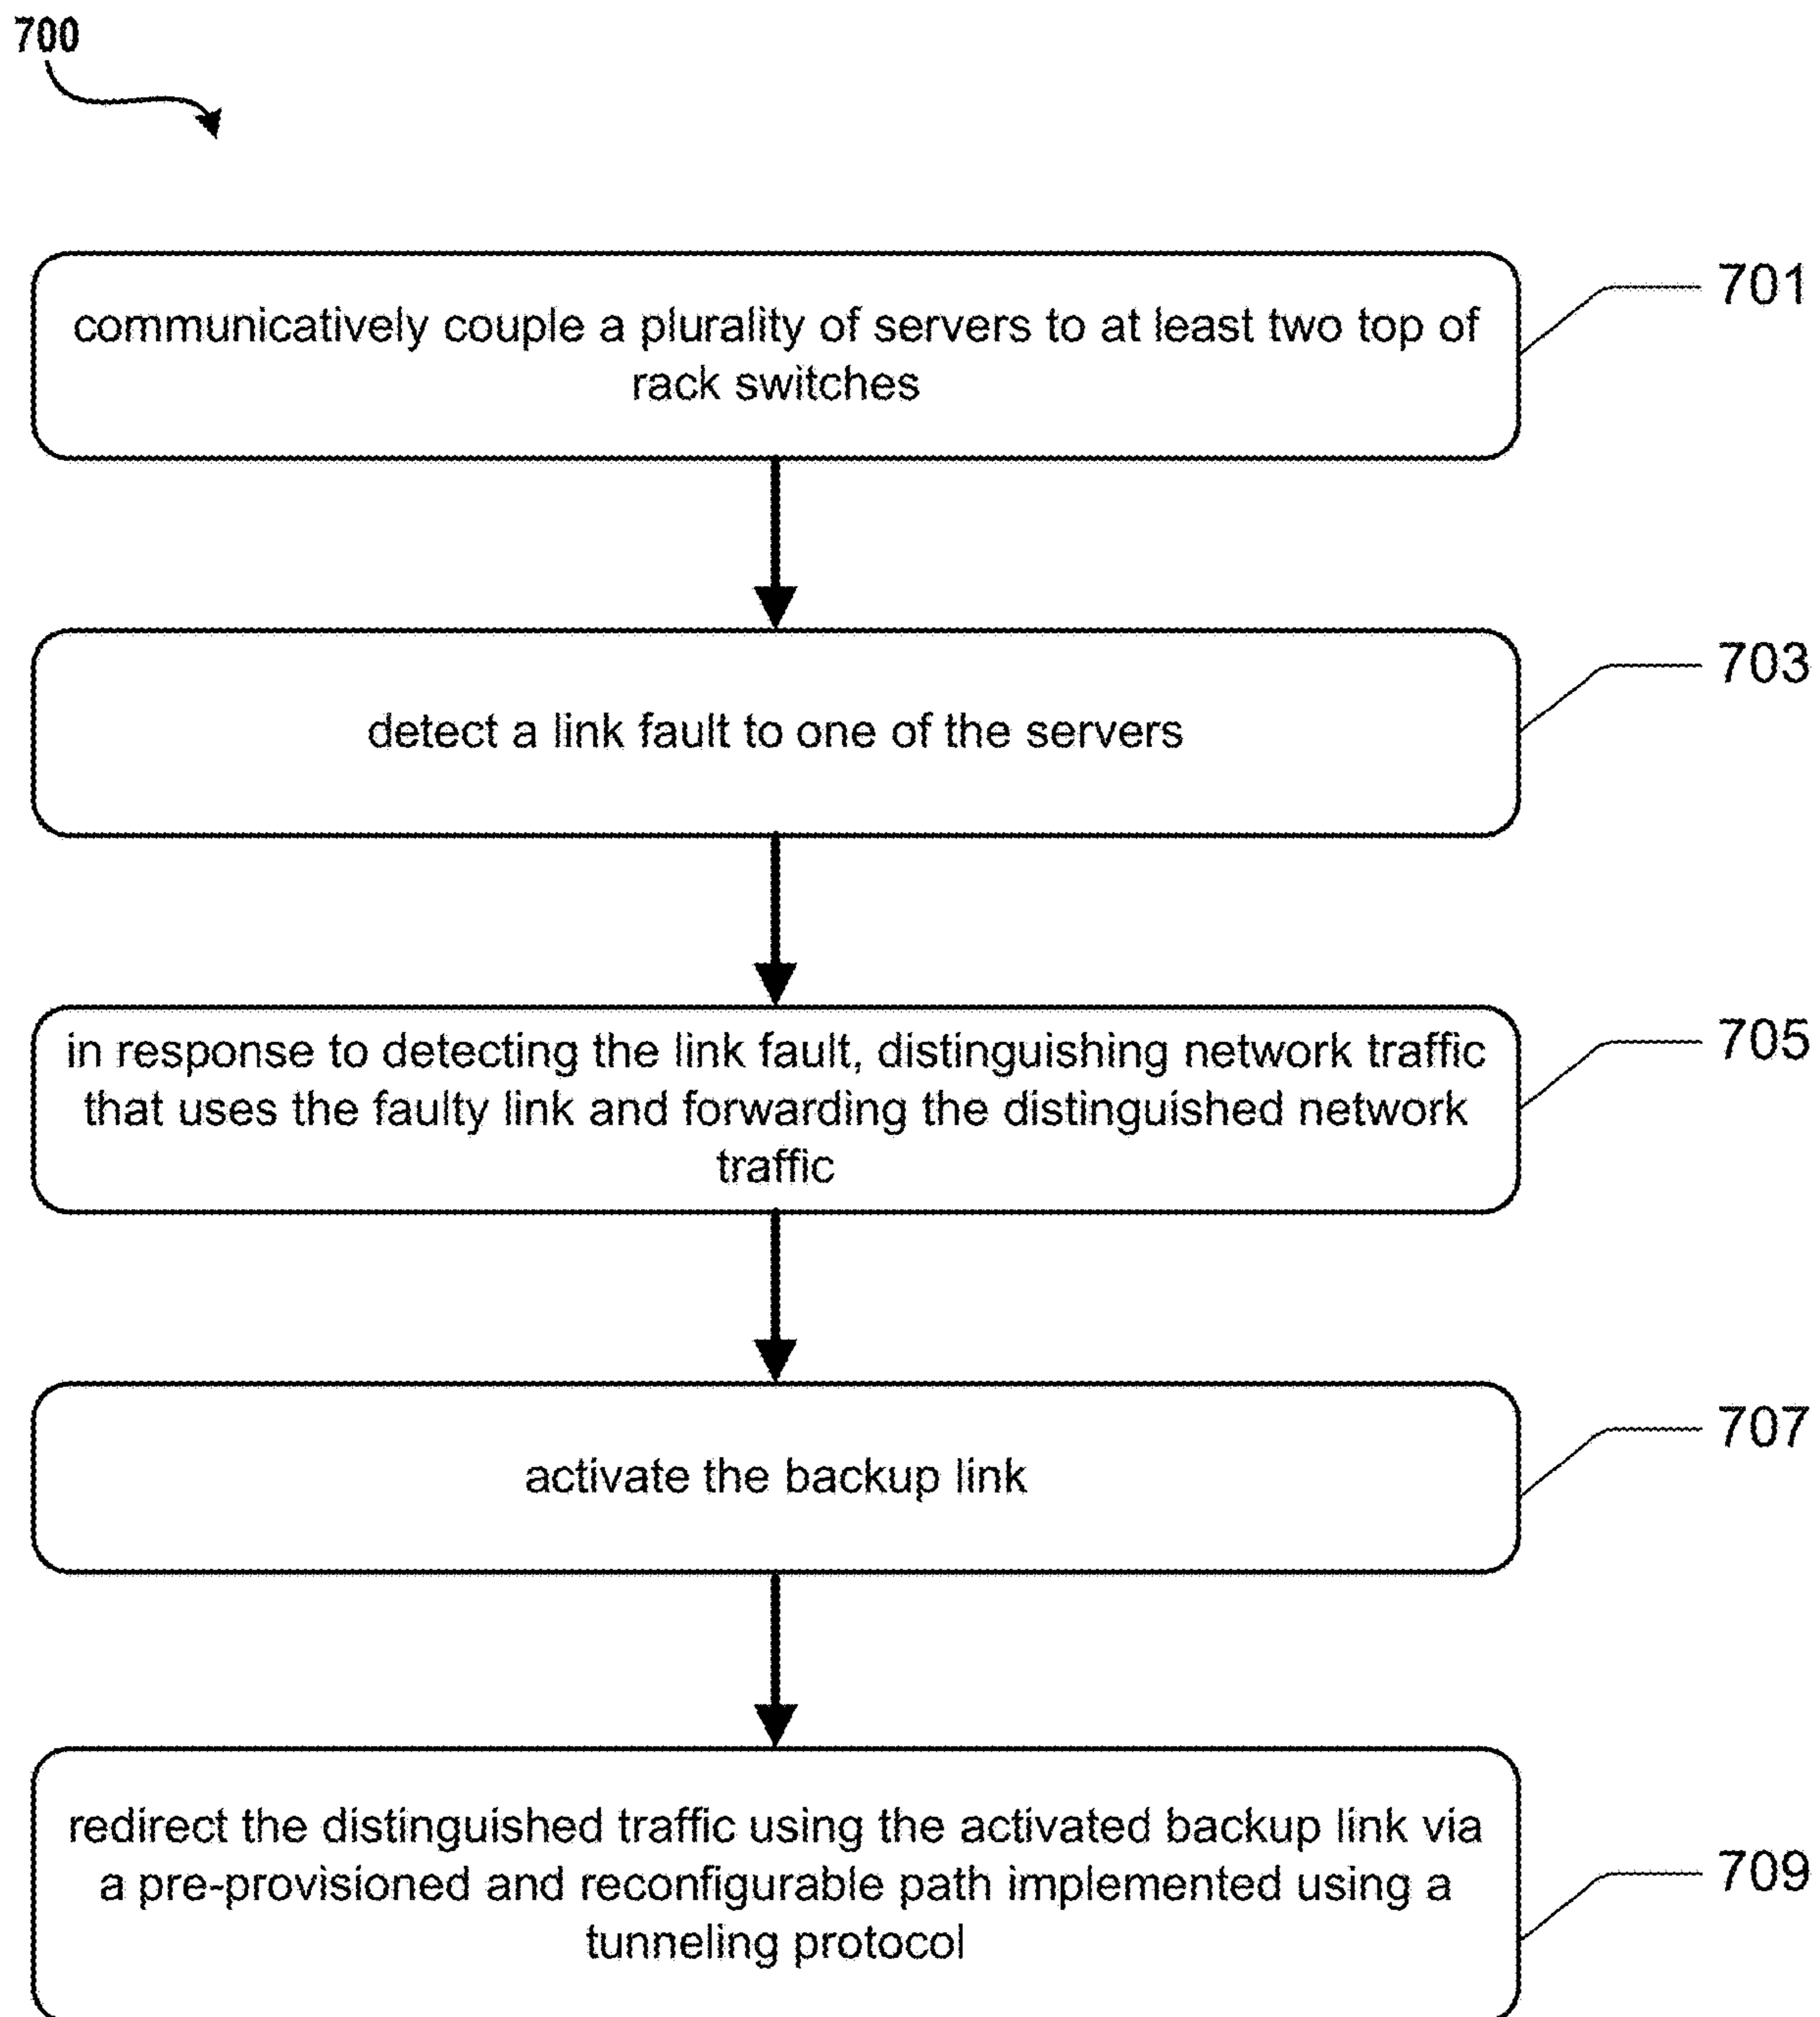 700
communicatively couple a plurality of servers to at least two top of
rack switches
701
detect a link fault to one of the servers
703
in response to detecting the link fault, distinguishing network traffic
that uses the faulty link and forwarding the distinguished network
traffic
705
activate the backup link
707
redirect the distinguished traffic using the activated backup link via
a pre-provisioned and reconfigurable path implemented using a
tunneling protocol
709